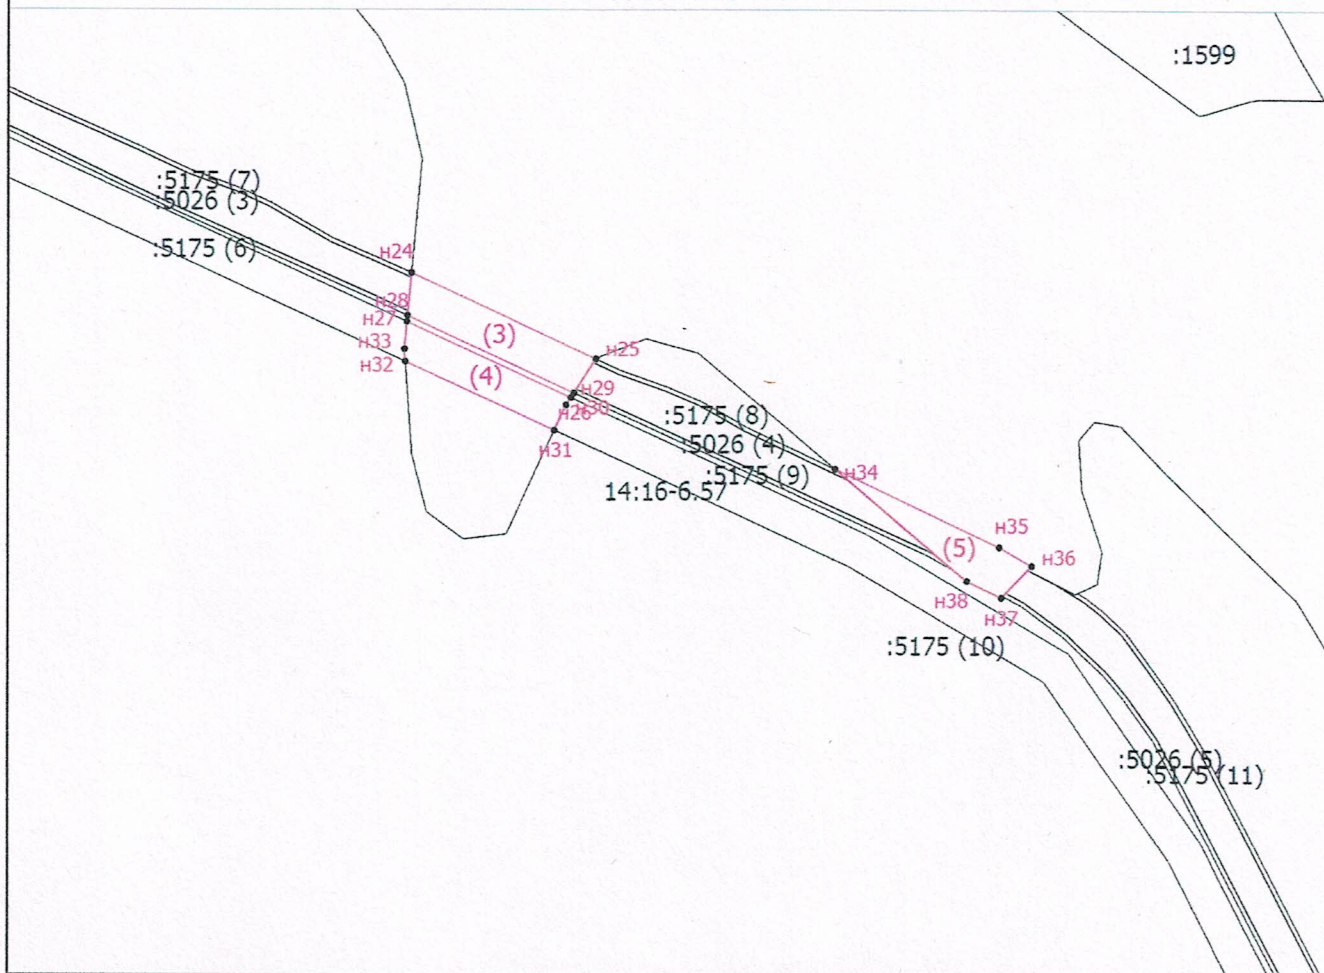 :1599
:5175 (7)
:5026 (3)
:5175 (6)
н24
н28
н27
(3)
н33
н32
(4)
н25
н29
н30
н26
н31
:5175 (8)
:5026 (4)
:5175 (9)
14:16-6.57
н34
н35
(5)
н36
н38
н37
:5175 (10)
:5026 (5)
:5175 (11)